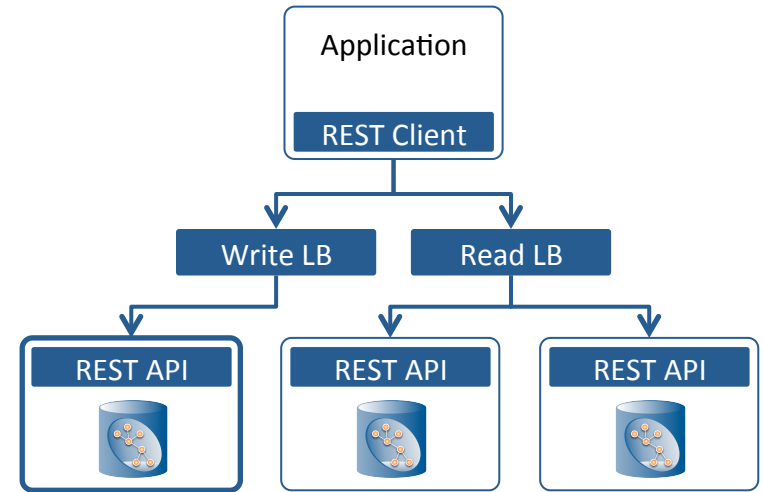 Application
REST Client
Write LB
Read LB
REST API
REST API
REST API